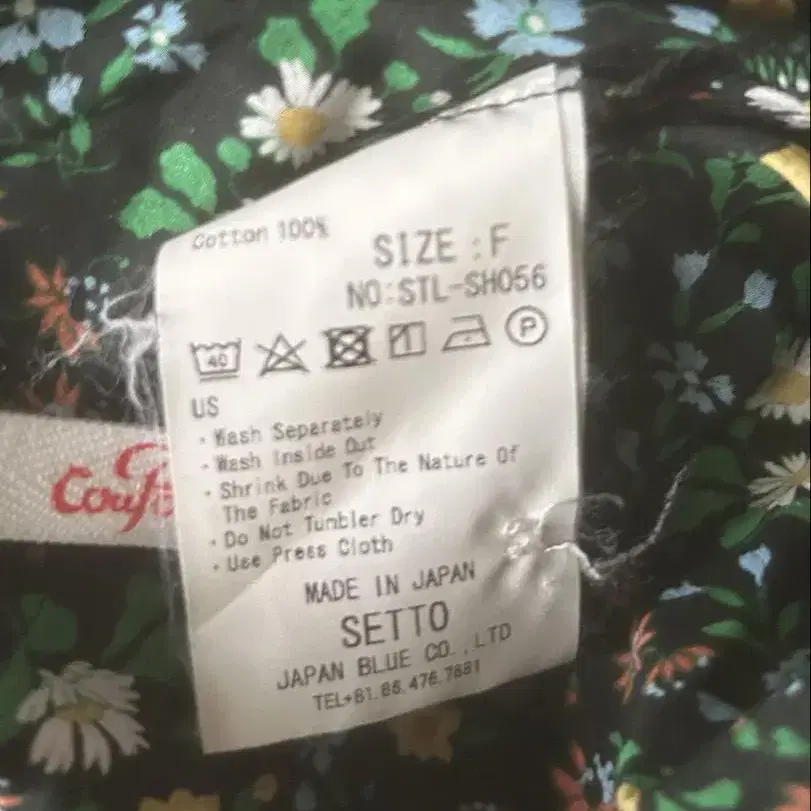 Cotton 100%
SIZE : F
NO:STL-SH056
40
P
US
・Wash Separately
・Wash Inside Out
・Shrink Due To The Nature Of
The Fabric
・Do Not Tumbler Dry
・Use Press Cloth
MADE IN JAPAN
SETTO
JAPAN BLUE CO.,LTD
TEL+81.86.476.7881